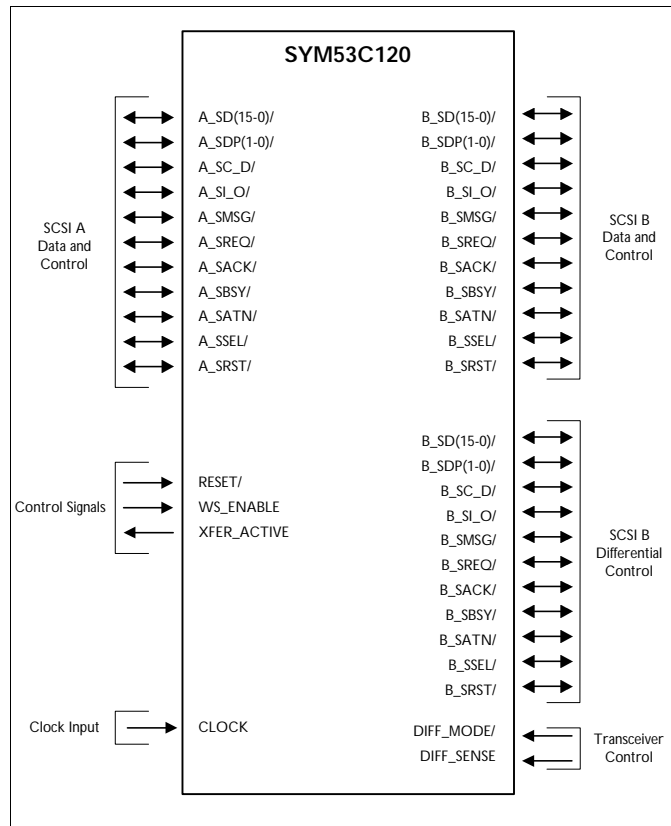 SYM53C120
SCSI A
Data and
Control
A_SD(15-0)/
A_SDP(1-0)/
A_SC_D/
A_SI_O/
A_SMSG/
A_SREQ/
A_SACK/
A_SBSY/
A_SATN/
A_SSEL/
A_SRST/
B_SD(15-0)/
B_SDP(1-0)/
B_SC_D/
B_SI_O/
B_SMSG/
B_SREQ/
B_SACK/
B_SBSY/
B_SATN/
B_SSEL/
B_SRST/
SCSI B
Data and
Control
Control Signals
RESET/
WS_ENABLE
XFER_ACTIVE
B_SD(15-0)/
B_SDP(1-0)/
B_SC_D/
B_SI_O/
B_SMSG/
B_SREQ/
B_SACK/
B_SBSY/
B_SATN/
B_SSEL/
B_SRST/
SCSI B
Differential
Control
Clock Input
CLOCK
DIFF_MODE/
DIFF_SENSE
Transceiver
Control